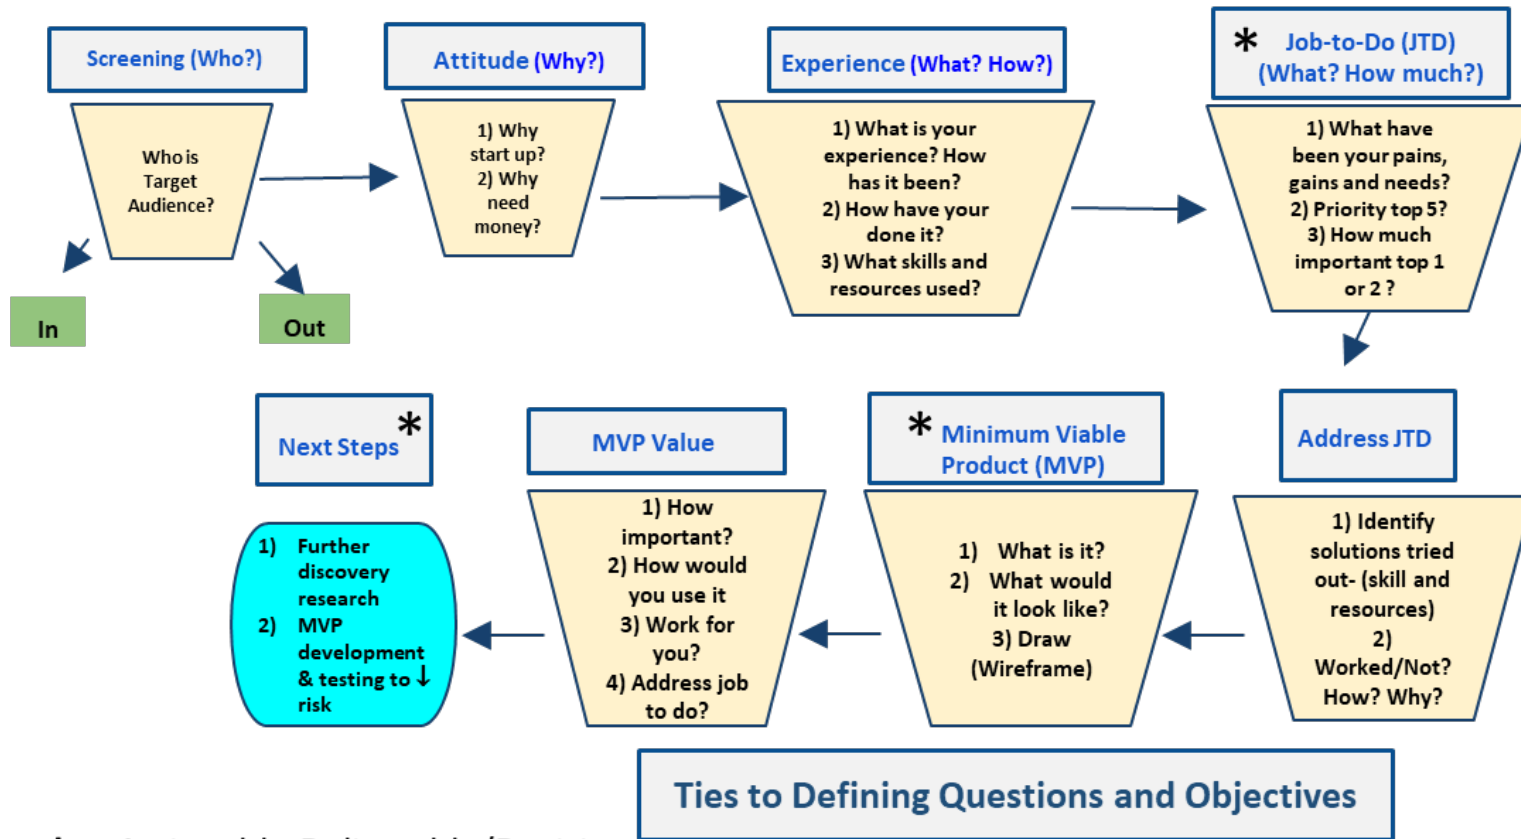 Screening (Who?)
Who is
Target
Audience?
In
Out
Attitude (Why?)
1) Why
start up?
2) Why
need
money?
Experience (What? How?)
1) What is your
experience? How
has it been?
2) How have your
done it?
3) What skills and
resources used?
* Job-to-Do (JTD)
(What? How much?)
1) What have
been your pains,
gains and needs?
2) Priority top 5?
3) How much
important top 1
or 2 ?
Address JTD
1) Identify
solutions tried
out- (skill and
resources)
2)
Worked/Not?
How? Why?
* Minimum Viable
Product (MVP)
1) What is it?
2) What would
it look like?
3) Draw
(Wireframe)
MVP Value
1) How
important?
2) How would
you use it
3) Work for
you?
4) Address job
to do?
Next Steps *
1) Further
discovery
research
2) MVP
development
& testing to ↓
risk
Ties to Defining Questions and Objectives